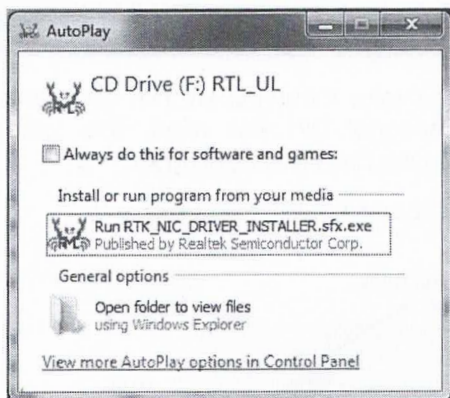 AutoPlay
CD Drive (F:) RTL_UL
Always do this for software and games:
Install or run program from your media
Run RTK_NIC_DRIVER_INSTALLER.sfx.exe
Published by Realtek Semiconductor Corp.
General options
Open folder to view files
using Windows Explorer
View more AutoPlay options in Control Panel